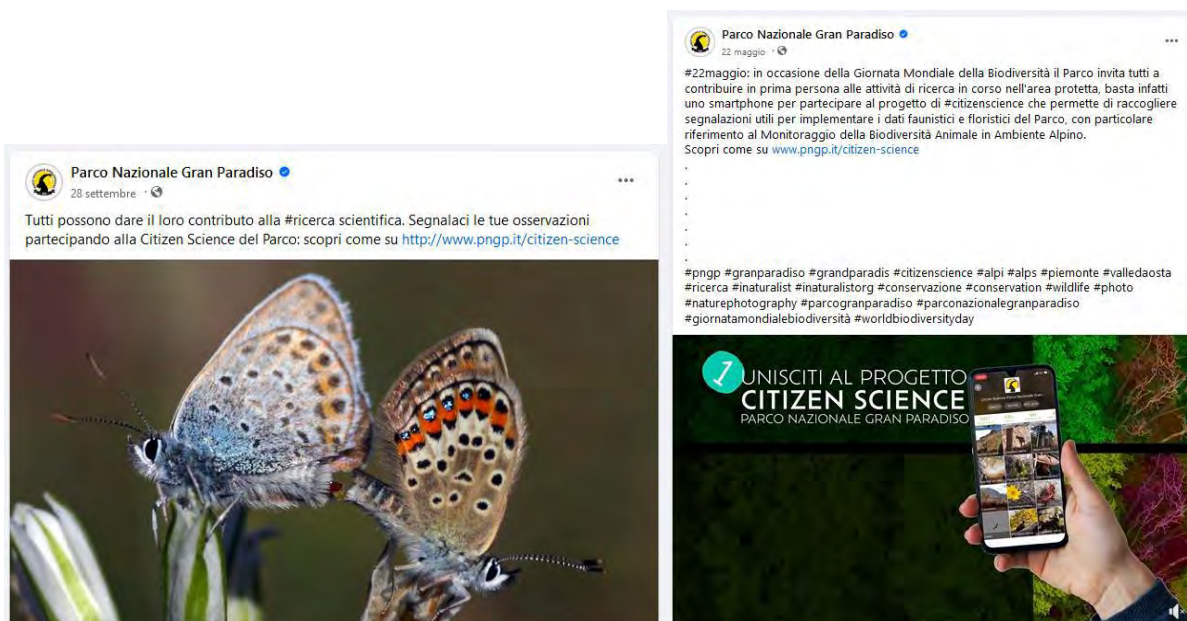 Parco Nazionale Gran Paradiso
28 settembre ·
Tutti possono dare il loro contributo alla #ricerca scientifica. Segnalaci le tue osservazioni
partecipando alla Citizen Science del Parco: scopri come su http://www.pngp.it/citizen-science
Parco Nazionale Gran Paradiso
22 maggio ·
#22maggio: in occasione della Giornata Mondiale della Biodiversità il Parco invita tutti a
contribuire in prima persona alle attività di ricerca in corso nell'area protetta, basta infatti
uno smartphone per partecipare al progetto di #citizenscience che permette di raccogliere
segnalazioni utili per implementare i dati faunistici e floristici del Parco, con particolare
riferimento al Monitoraggio della Biodiversità Animale in Ambiente Alpino.
Scopri come su www.pngp.it/citizen-science
.
.
.
.
.
.
.
#pngp #granparadiso #grandparadis #citizenscience #alpi #alps #piemonte #valledaosta
#ricerca #inaturalist #inaturalistorg #conservazione #conservation #wildlife #photo
#naturephotography #parcogranparadiso #parconazionalegranparadiso
#giornatamondialebiodiversità #worldbiodiversityday
1 UNISCITI AL PROGETTO
CITIZEN SCIENCE
PARCO NAZIONALE GRAN PARADISO